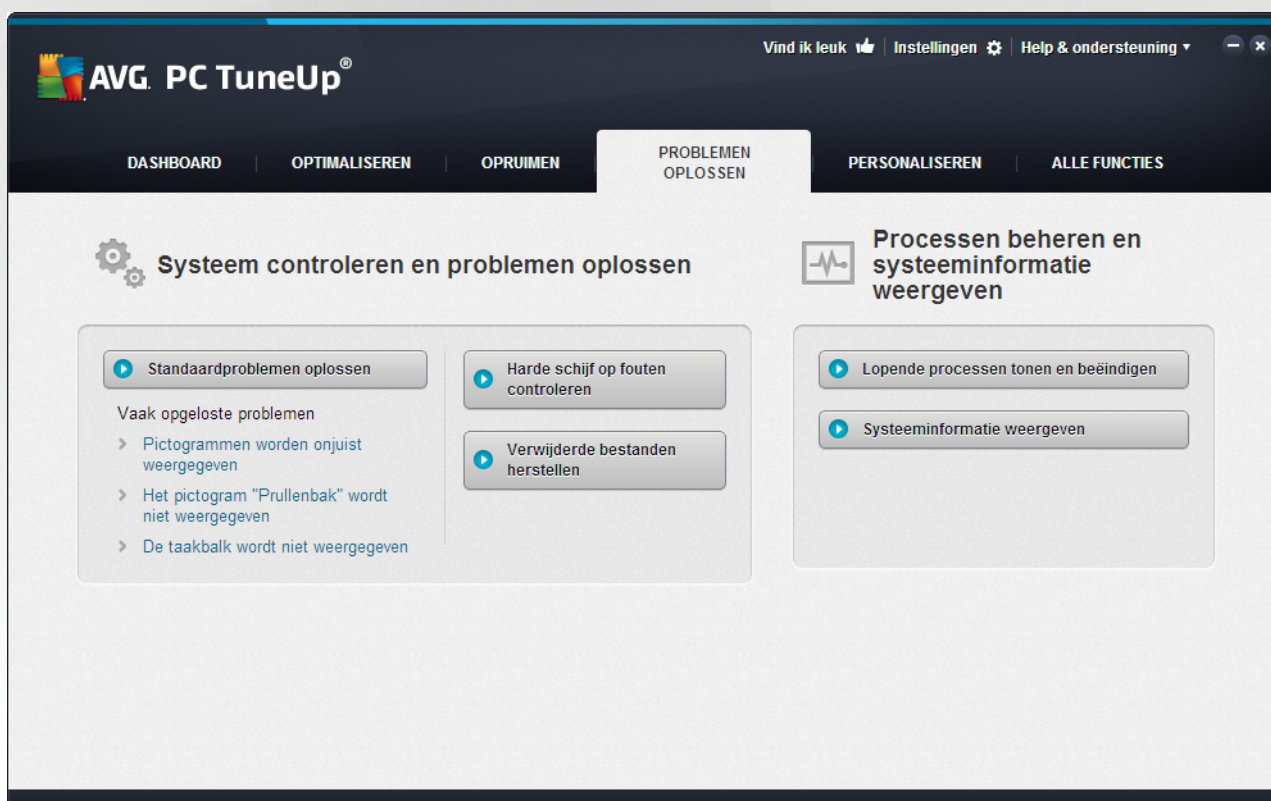 Vind ik leuk Instellingen Help & ondersteuning
AVG. PC TuneUp®
DASHBOARD
OPTIMALISEREN
OPRUIMEN
PROBLEMEN
OPLOSSEN
PERSONALISEREN
ALLE FUNCTIES
Systeem controleren en problemen oplossen
Standaardproblemen oplossen
Vaak opgeloste problemen
Pictogrammen worden onjuist
weergegeven
Het pictogram "Prullenbak" wordt
niet weergegeven
De taakbalk wordt niet weergegeven
Harde schijf op fouten
controleren
Verwijderde bestanden
herstellen
Processen beheren en
systeeminformatie
weergeven
Lopende processen tonen en beëindigen
Systeeminformatie weergeven